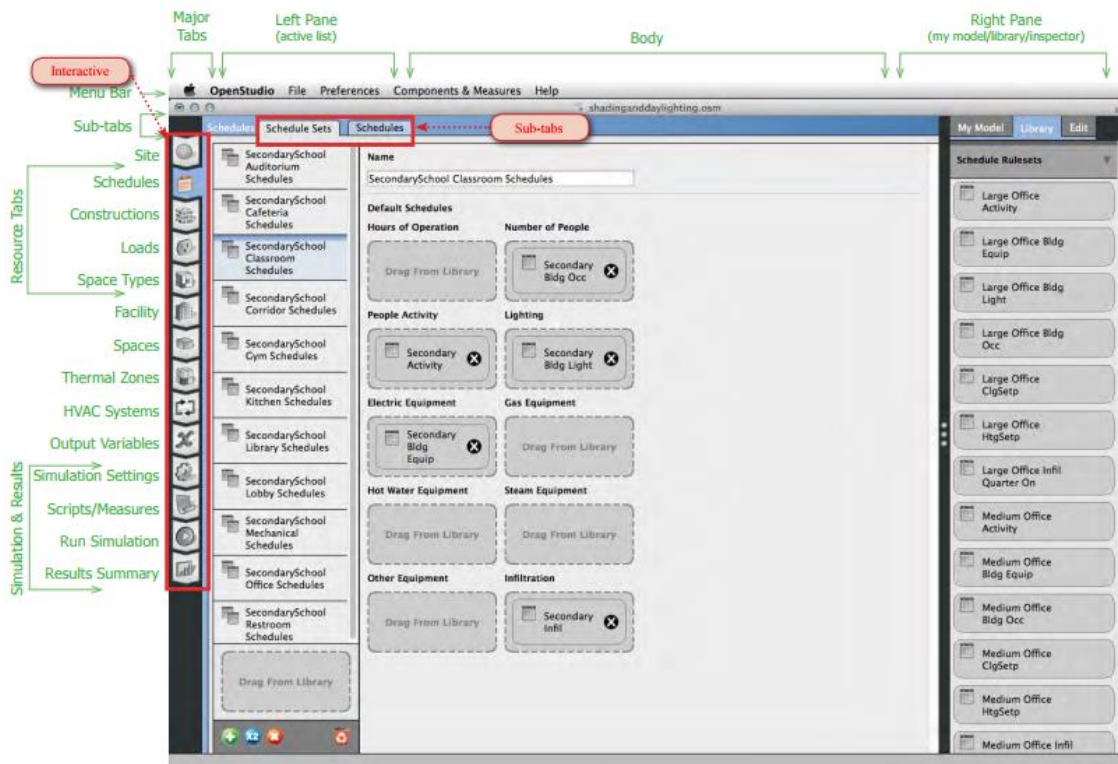 Major
Tabs
Left Pane
(active list)
Body
Right Pane
(my model/library/inspector)
Interactive
Menu Bar
OpenStudio File Preferences Components & Measures Help
shadinganddaylighting.osm
Sub-tabs
Schedules
Schedule Sets
Schedules
Sub-tabs
My Model
Library
Edit
Resource Tabs
Site
Schedules
Constructions
Loads
Space Types
Facility
Spaces
Thermal Zones
HVAC Systems
Output Variables
Simulation & Results
Simulation Settings
Scripts/Measures
Run Simulation
Results Summary
SecondarySchool
Auditorium
Schedules
SecondarySchool
Cafeteria
Schedules
SecondarySchool
Classroom
Schedules
SecondarySchool
Corridor Schedules
SecondarySchool
Gym Schedules
SecondarySchool
Kitchen Schedules
SecondarySchool
Library Schedules
SecondarySchool
Lobby Schedules
SecondarySchool
Mechanical
Schedules
SecondarySchool
Office Schedules
SecondarySchool
Restroom
Schedules
Drag From Library
x2
Name
SecondarySchool Classroom Schedules
Default Schedules
Hours of Operation
Drag From Library
Number of People
Secondary
Bldg Occ
People Activity
Secondary
Activity
Lighting
Secondary
Bldg Light
Electric Equipment
Secondary
Bldg
Equip
Gas Equipment
Drag From Library
Hot Water Equipment
Drag From Library
Steam Equipment
Drag From Library
Other Equipment
Drag From Library
Infiltration
Secondary
Infil
Schedule Rulesets
Large Office
Activity
Large Office Bldg
Equip
Large Office Bldg
Light
Large Office Bldg
Occ
Large Office
ClgSetp
Large Office
HtgSetp
Large Office Infil
Quarter On
Medium Office
Activity
Medium Office
Bldg Equip
Medium Office
Bldg Occ
Medium Office
ClgSetp
Medium Office
HtgSetp
Medium Office Infil